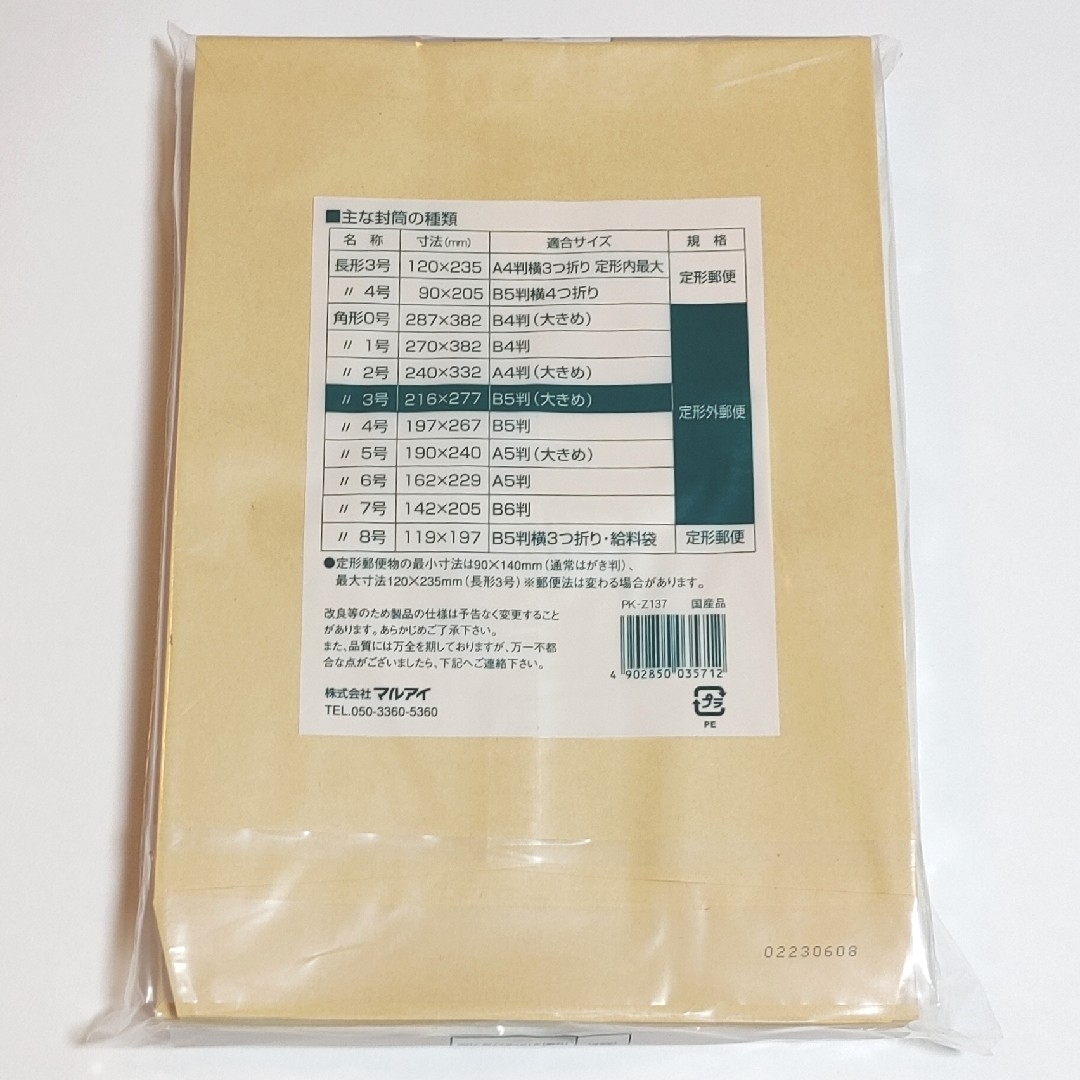 ■主な封筒の種類
名 称 寸法(mm) 適合サイズ 規 格
長形3号 120×235 A4判横3つ折り 定形内最大 定形郵便
〃 4号 90×205 B5判横4つ折り
角形0号 287×382 B4判(大きめ) 定形外郵便
〃 1号 270×382 B4判
〃 2号 240×332 A4判(大きめ)
〃 3号 216×277 B5判(大きめ)
〃 4号 197×267 B5判
〃 5号 190×240 A5判(大きめ)
〃 6号 162×229 A5判
〃 7号 142×205 B6判
〃 8号 119×197 B5判横3つ折り・給料袋 定形郵便
●定形郵便物の最小寸法は90×140mm(通常はがき判)、
最大寸法120×235mm(長形3号)※郵便法は変わる場合があります。
改良等のため製品の仕様は予告なく変更すること
があります。あらかじめご了承下さい。
また、品質には万全を期しておりますが、万一不都
合な点がございましたら、下記へご連絡下さい。
株式会社 マルアイ
TEL.050-3360-5360
PK-Z137 国産品
4 902850 035712
プラ
PE
02230608